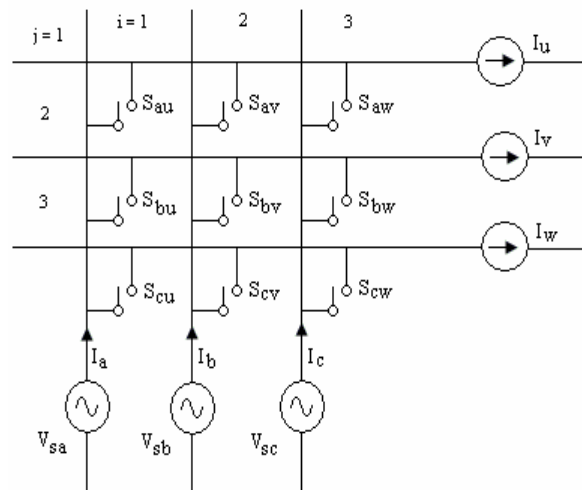 j = 1 i = 1 2 3
I_u
S_au S_av S_aw
2
I_v
3
S_bu S_bv S_bw
I_w
S_cu S_cv S_cw
I_a I_b I_c
V_sa V_sb V_sc